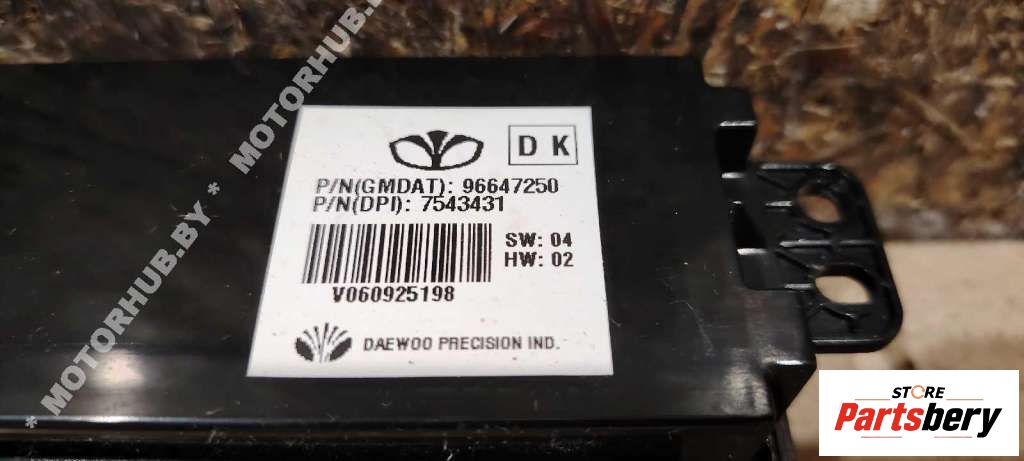 D K
P/N(GMDAT): 96647250
P/N(DPI): 7543431
SW: 04
HW: 02
V060925198
DAEWOO PRECISION IND.
* MOTORHUB.BY * MOTORHUB.BY
STORE
Partsbery